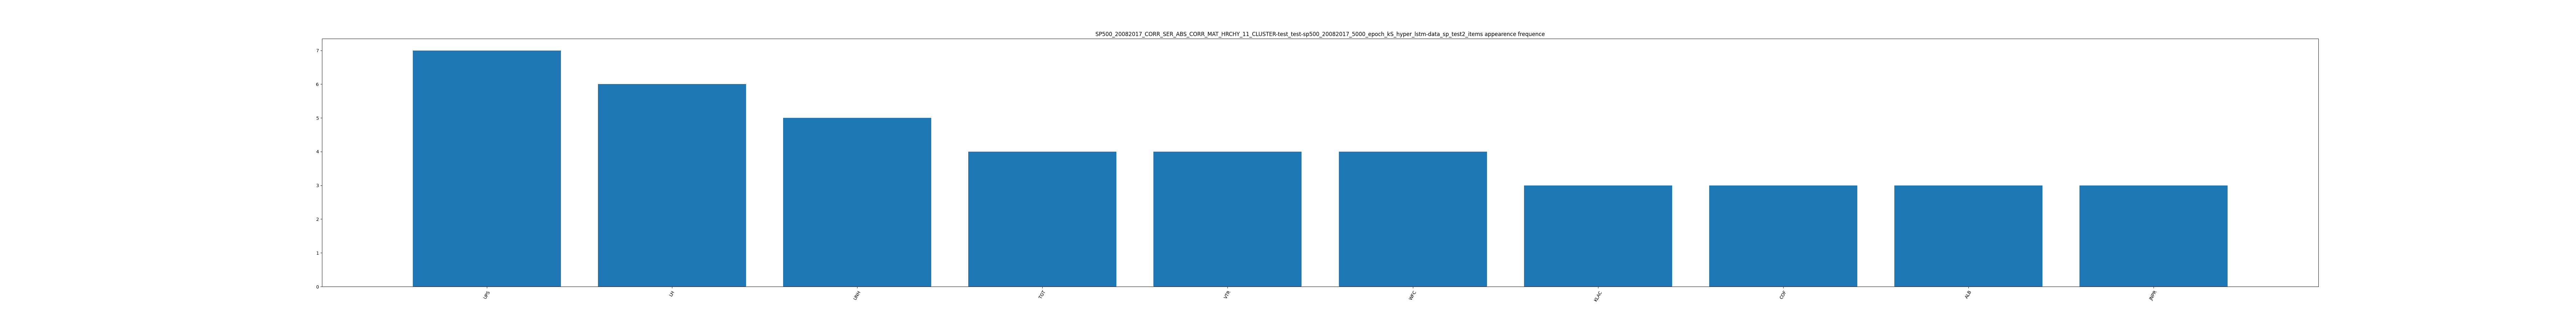 SP500_20082017_CORR_SER_ABS_CORR_MAT_HRCHY_11_CLUSTER-test_test-sp500_20082017_5000_epoch_kS_hyper_lstm-data_sp_test2_items appearence frequence
7
6
5
4
3
2
1
0
UPS
LH
UNH
TGT
VTR
WFC
KLAC
COF
ALB
JNPR